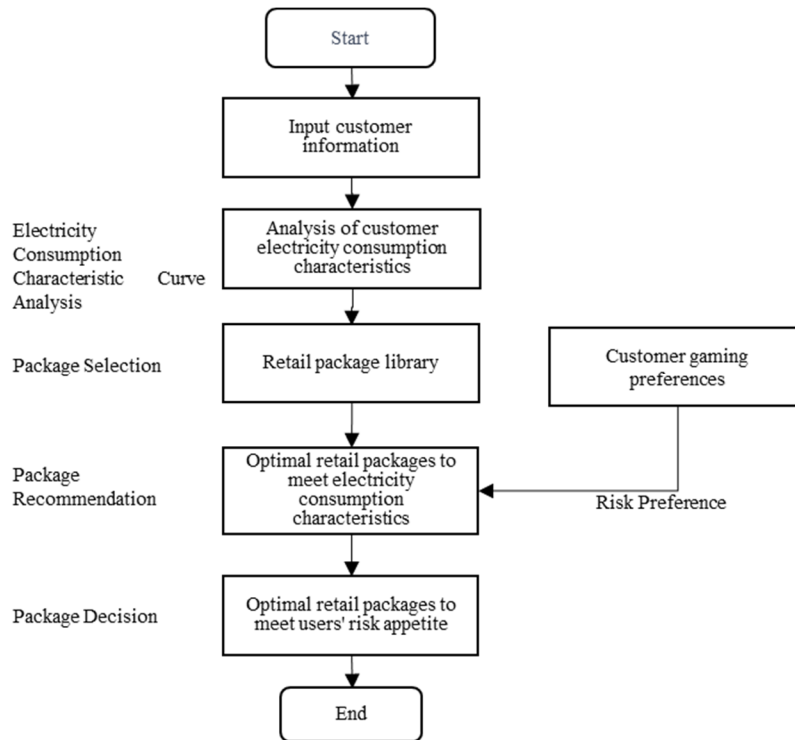 Start
Input customer
information
Electricity
Consumption
Characteristic Curve
Analysis
Analysis of customer
electricity consumption
characteristics
Package Selection
Retail package library
Customer gaming
preferences
Package
Recommendation
Optimal retail packages to
meet electricity
consumption
characteristics
Risk Preference
Package Decision
Optimal retail packages to
meet users' risk appetite
End